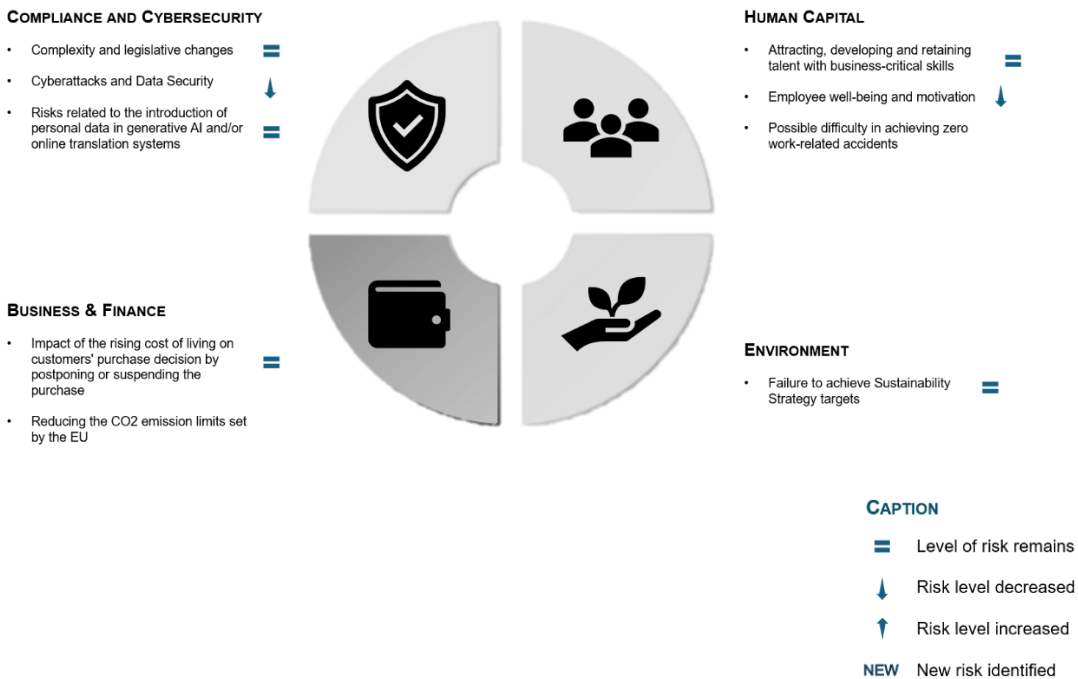 COMPLIANCE AND CYBERSECURITY
• Complexity and legislative changes =
• Cyberattacks and Data Security
• Risks related to the introduction of
personal data in generative AI and/or
online translation systems =
HUMAN CAPITAL
• Attracting, developing and retaining
talent with business-critical skills =
• Employee well-being and motivation
• Possible difficulty in achieving zero
work-related accidents
BUSINESS & FINANCE
• Impact of the rising cost of living on
customers' purchase decision by
postponing or suspending the
purchase =
• Reducing the CO2 emission limits set
by the EU
ENVIRONMENT
• Failure to achieve Sustainability
Strategy targets =
CAPTION
= Level of risk remains
Risk level decreased
Risk level increased
NEW New risk identified